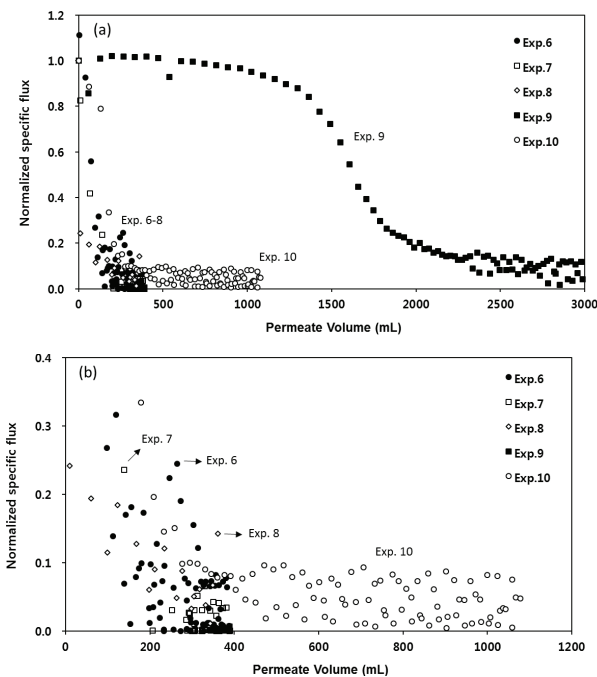 (a)
1.2
1.0
0.8
0.6
0.4
0.2
0.0
0
500
1000
1500
2000
2500
3000
Normalized specific flux
Permeate Volume (mL)
Exp.6
Exp.7
Exp.8
Exp.9
Exp.10
Exp. 9
Exp. 6-8
Exp. 10
(b)
0.4
0.3
0.2
0.1
0.0
0
200
400
600
800
1000
1200
Normalized specific flux
Permeate Volume (mL)
Exp.6
Exp.7
Exp.8
Exp.9
Exp.10
Exp. 7
Exp. 6
Exp. 8
Exp. 10